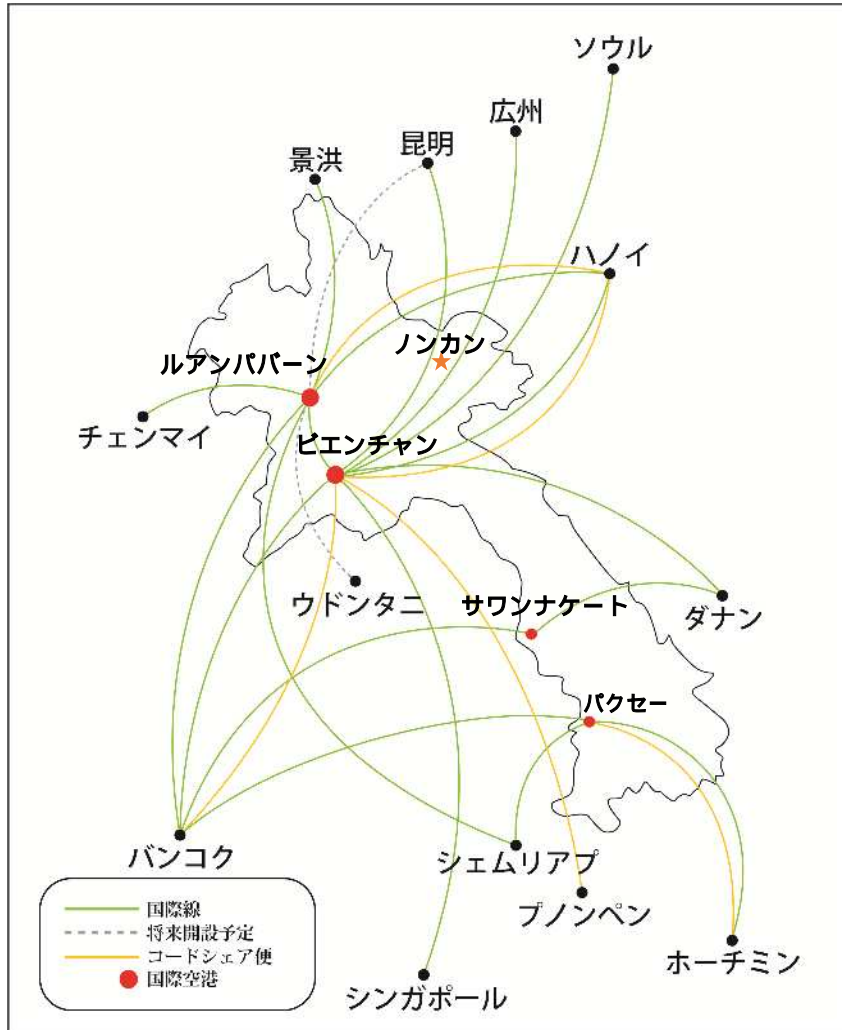 ソウル
広州
昆明
景洪
ハノイ
ノンカン
ルアンパバーン
チェンマイ
ビエンチャン
ウドンタニ
サワンナケート
ダナン
パクセー
バンコク
シェムリアプ
プノンペン
ホーチミン
シンガポール
国際線
将来開設予定
コードシェア便
国際空港